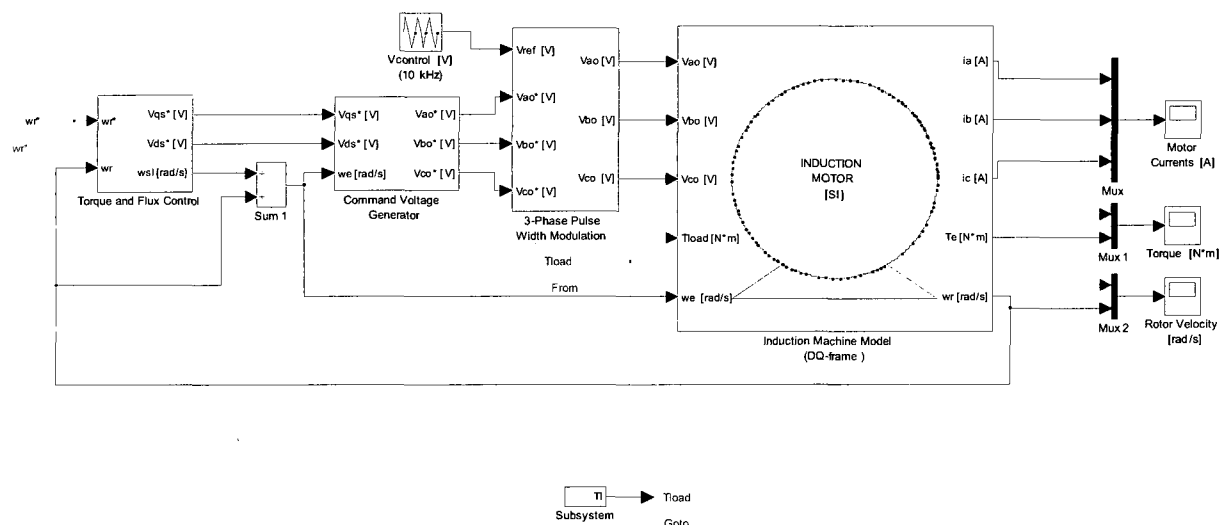 Vcontrol [V]
(10 kHz)
wr*
wr*
wr*
wr
Vqs* [V]
Vds* [V]
wsl{rad/s}
Torque and Flux Control
Sum 1
Vqs* [V]
Vds* [V]
we[rad/s]
Vao* [V]
Vbo* [V]
Vco* [V]
Command Voltage
Generator
Vref [V]
Vao* [V]
Vbo* [V]
Vco* [V]
Vao [V]
Vbo [V]
Vco [V]
3-Phase Pulse
Width Modulation
Tload
From
Vao [V]
Vbo [V]
Vco [V]
Tload[N*m]
we [rad/s]
INDUCTION
MOTOR
[SI]
ia [A]
ib [A]
ic [A]
Te [N*m]
wr [rad/s]
Induction Machine Model
(DQ-frame )
Mux
Motor
Currents [A]
Mux 1
Torque [N*m]
Mux 2
Rotor Velocity
[rad/s]
Tl
Subsystem
Tload
Goto